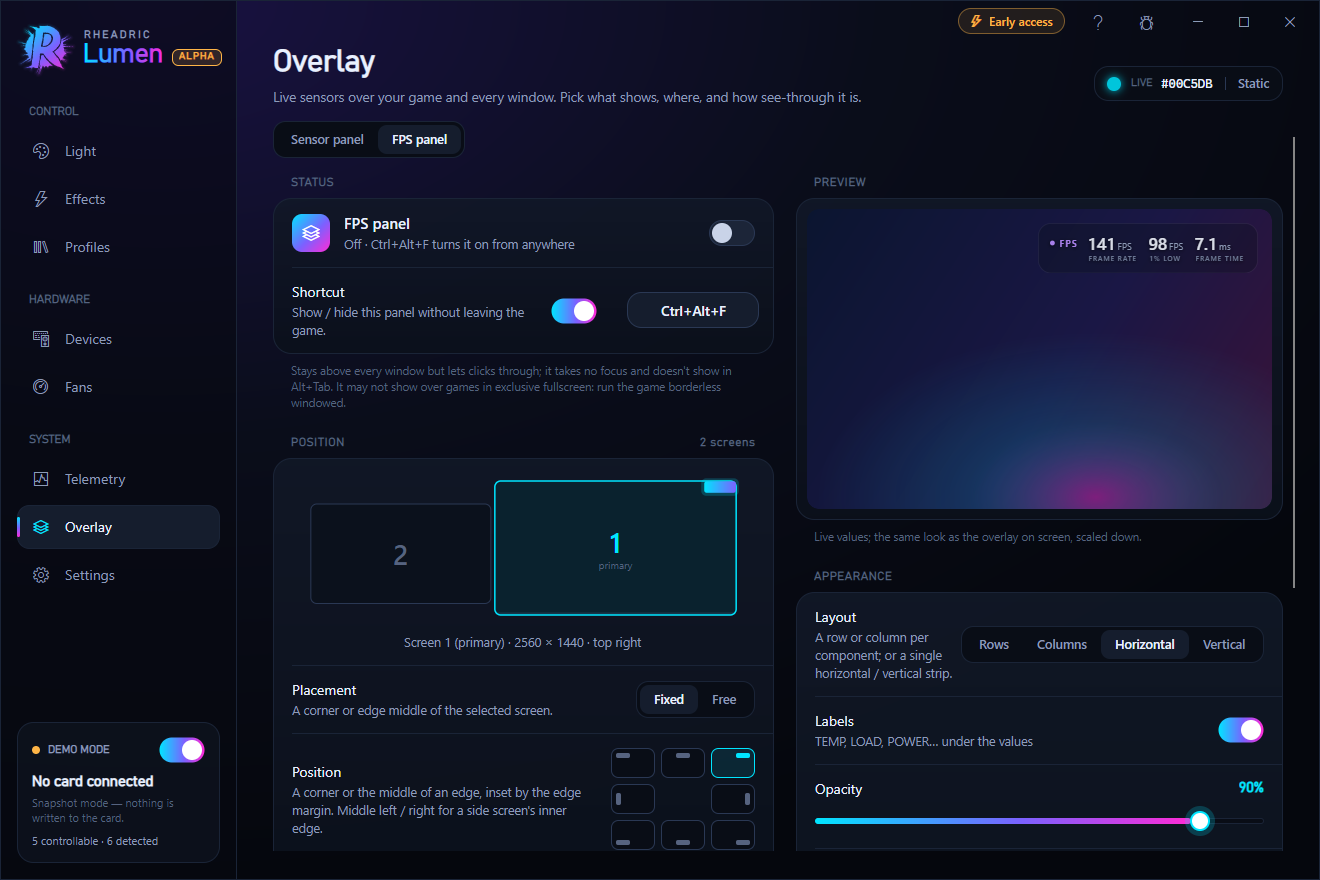 RHEADRIC
Lumen
ALPHA
CONTROL
Light
Effects
Profiles
HARDWARE
Devices
Fans
SYSTEM
Telemetry
Overlay
Settings
DEMO MODE
No card connected
Snapshot mode — nothing is
written to the card.
5 controllable · 6 detected
Early access
Overlay
Live sensors over your game and every window. Pick what shows, where, and how see-through it is.
LIVE #00C5DB Static
Sensor panel FPS panel
STATUS
FPS panel
Off · Ctrl+Alt+F turns it on from anywhere
Shortcut
Show / hide this panel without leaving the
game.
Ctrl+Alt+F
Stays above every window but lets clicks through; it takes no focus and doesn't show in
Alt+Tab. It may not show over games in exclusive fullscreen: run the game borderless
windowed.
POSITION 2 screens
2
1
primary
Screen 1 (primary) · 2560 × 1440 · top right
Placement
A corner or edge middle of the selected screen.
Fixed Free
Position
A corner or the middle of an edge, inset by the edge
margin. Middle left / right for a side screen's inner
edge.
PREVIEW
FPS 141 FPS 98 FPS 7.1 ms
FRAME RATE 1% LOW FRAME TIME
Live values; the same look as the overlay on screen, scaled down.
APPEARANCE
Layout
A row or column per
component; or a single
horizontal / vertical strip.
Rows Columns Horizontal Vertical
Labels
TEMP, LOAD, POWER... under the values
Opacity 90%